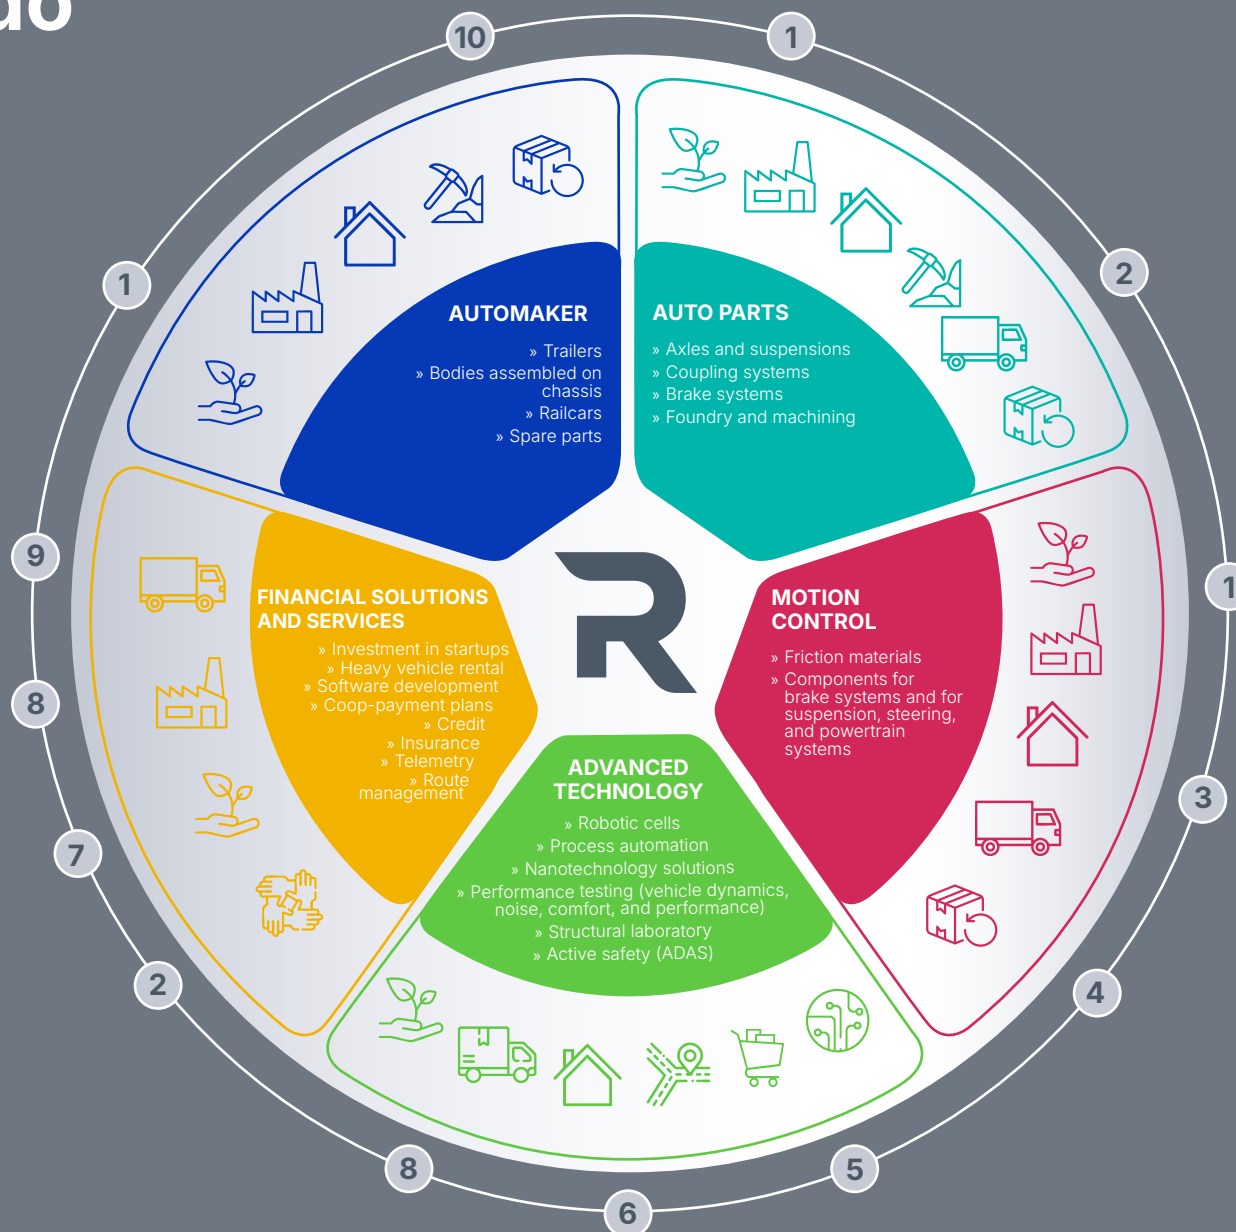 do
10
1
1
2
AUTOMAKER
» Trailers
» Bodies assembled on
chassis
» Railcars
» Spare parts
AUTO PARTS
» Axles and suspensions
» Coupling systems
» Brake systems
» Foundry and machining
9
8
7
2
FINANCIAL SOLUTIONS
AND SERVICES
» Investment in startups
» Heavy vehicle rental
» Software development
» Coop-payment plans
» Credit
» Insurance
» Telemetry
» Route
management
R
MOTION
CONTROL
» Friction materials
» Components for
brake systems and for
suspension, steering,
and powertrain
systems
1
3
4
ADVANCED
TECHNOLOGY
» Robotic cells
» Process automation
» Nanotechnology solutions
» Performance testing (vehicle dynamics,
noise, comfort, and performance)
» Structural laboratory
» Active safety (ADAS)
8
6
5